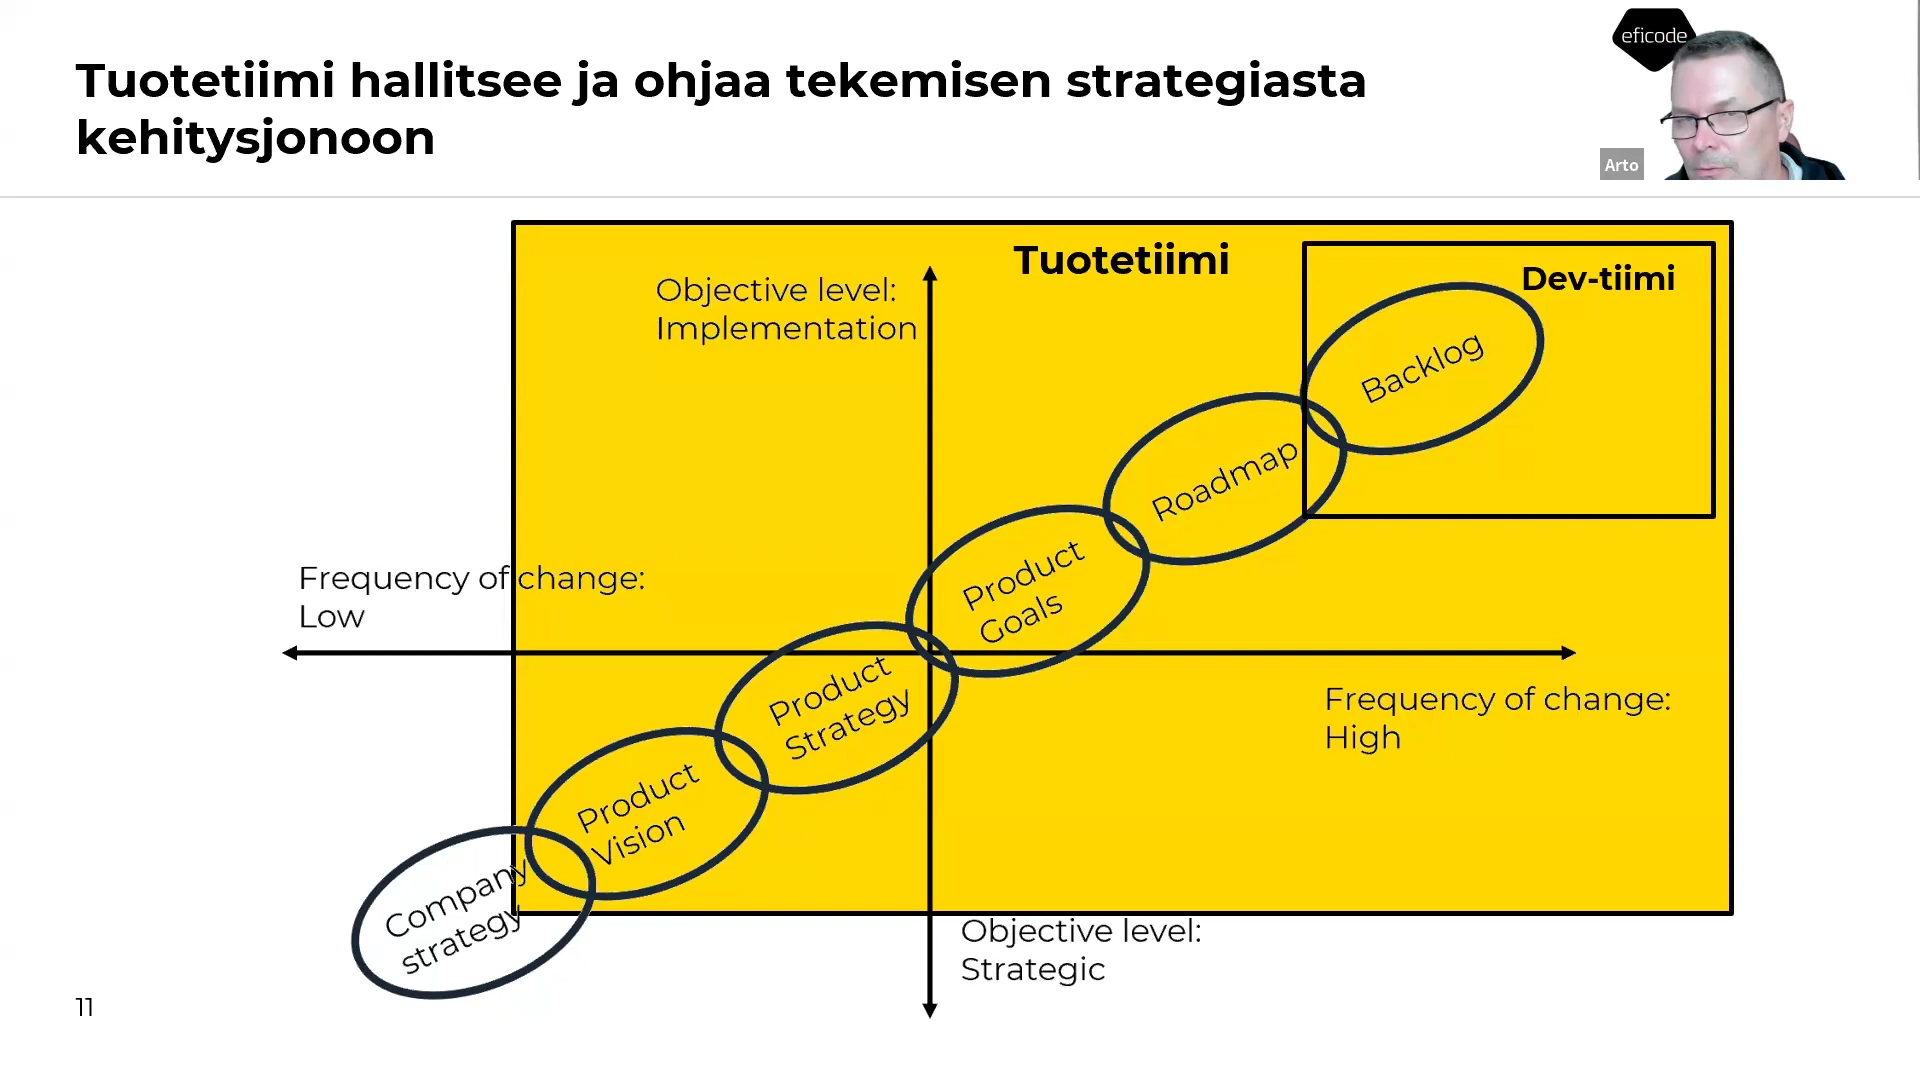 Tuotetiimi hallitsee ja ohjaa tekemisen strategiasta
kehitysjonoon
eficode
Arto
Tuotetiimi
Dev-tiimi
Objective level:
Implementation
Backlog
Roadmap
Product
Goals
Frequency of change:
Low
Product
Strategy
Frequency of change:
High
Product
Vision
Company
strategy
Objective level:
Strategic
11